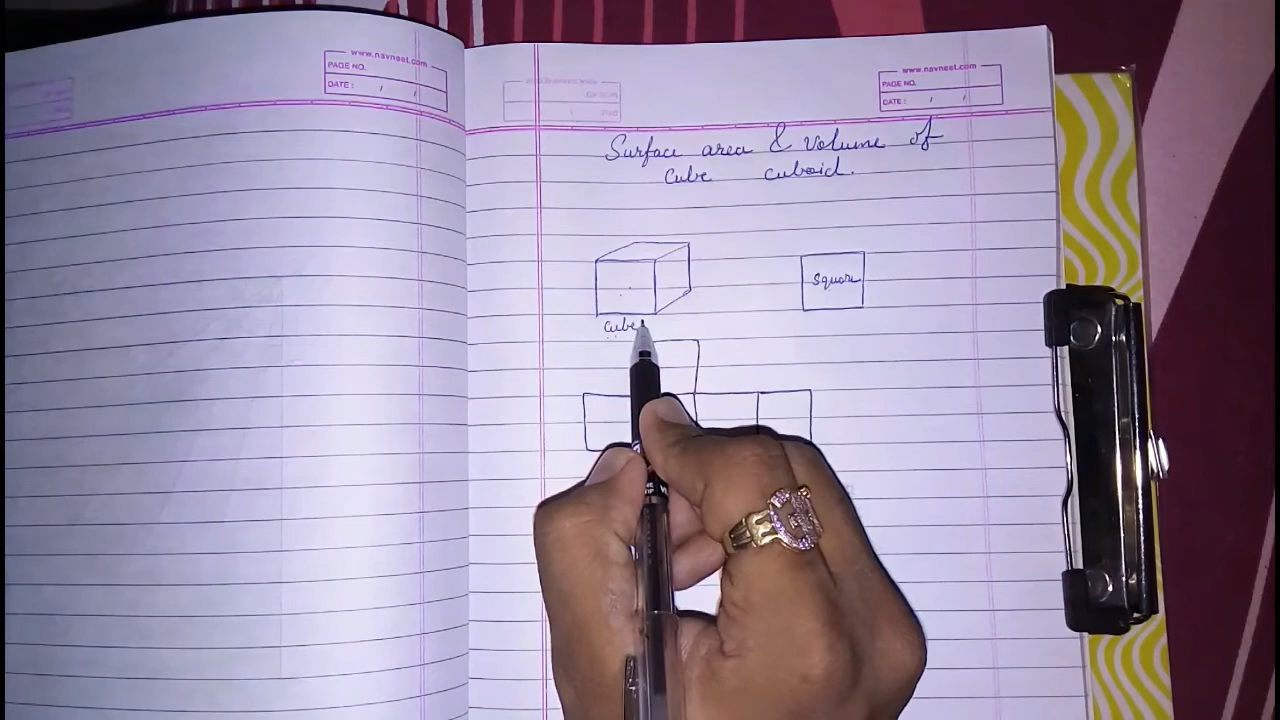 www.navneet.com
PAGE NO.
DATE : / /
www.navneet.com
PAGE NO.
DATE : / /
Surface area & Volume of
Cube cuboid.
Square
Cube